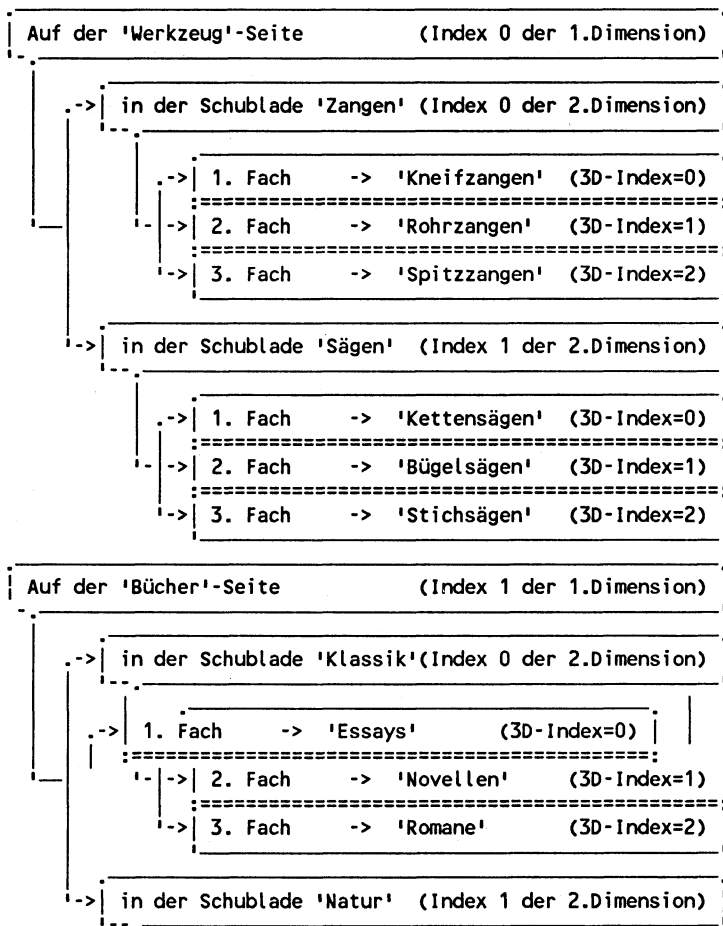 Auf der 'Werkzeug'-Seite (Index 0 der 1.Dimension)
in der Schublade 'Zangen' (Index 0 der 2.Dimension)
1. Fach -> 'Kneifzangen' (3D-Index=0)
2. Fach -> 'Rohrzangen' (3D-Index=1)
3. Fach -> 'Spitzzangen' (3D-Index=2)
in der Schublade 'Sägen' (Index 1 der 2.Dimension)
1. Fach -> 'Kettensägen' (3D-Index=0)
2. Fach -> 'Bügelsägen' (3D-Index=1)
3. Fach -> 'Stichsägen' (3D-Index=2)
Auf der 'Bücher'-Seite (Index 1 der 1.Dimension)
in der Schublade 'Klassik'(Index 0 der 2.Dimension)
1. Fach -> 'Essays' (3D-Index=0)
2. Fach -> 'Novellen' (3D-Index=1)
3. Fach -> 'Romane' (3D-Index=2)
in der Schublade 'Natur' (Index 1 der 2.Dimension)